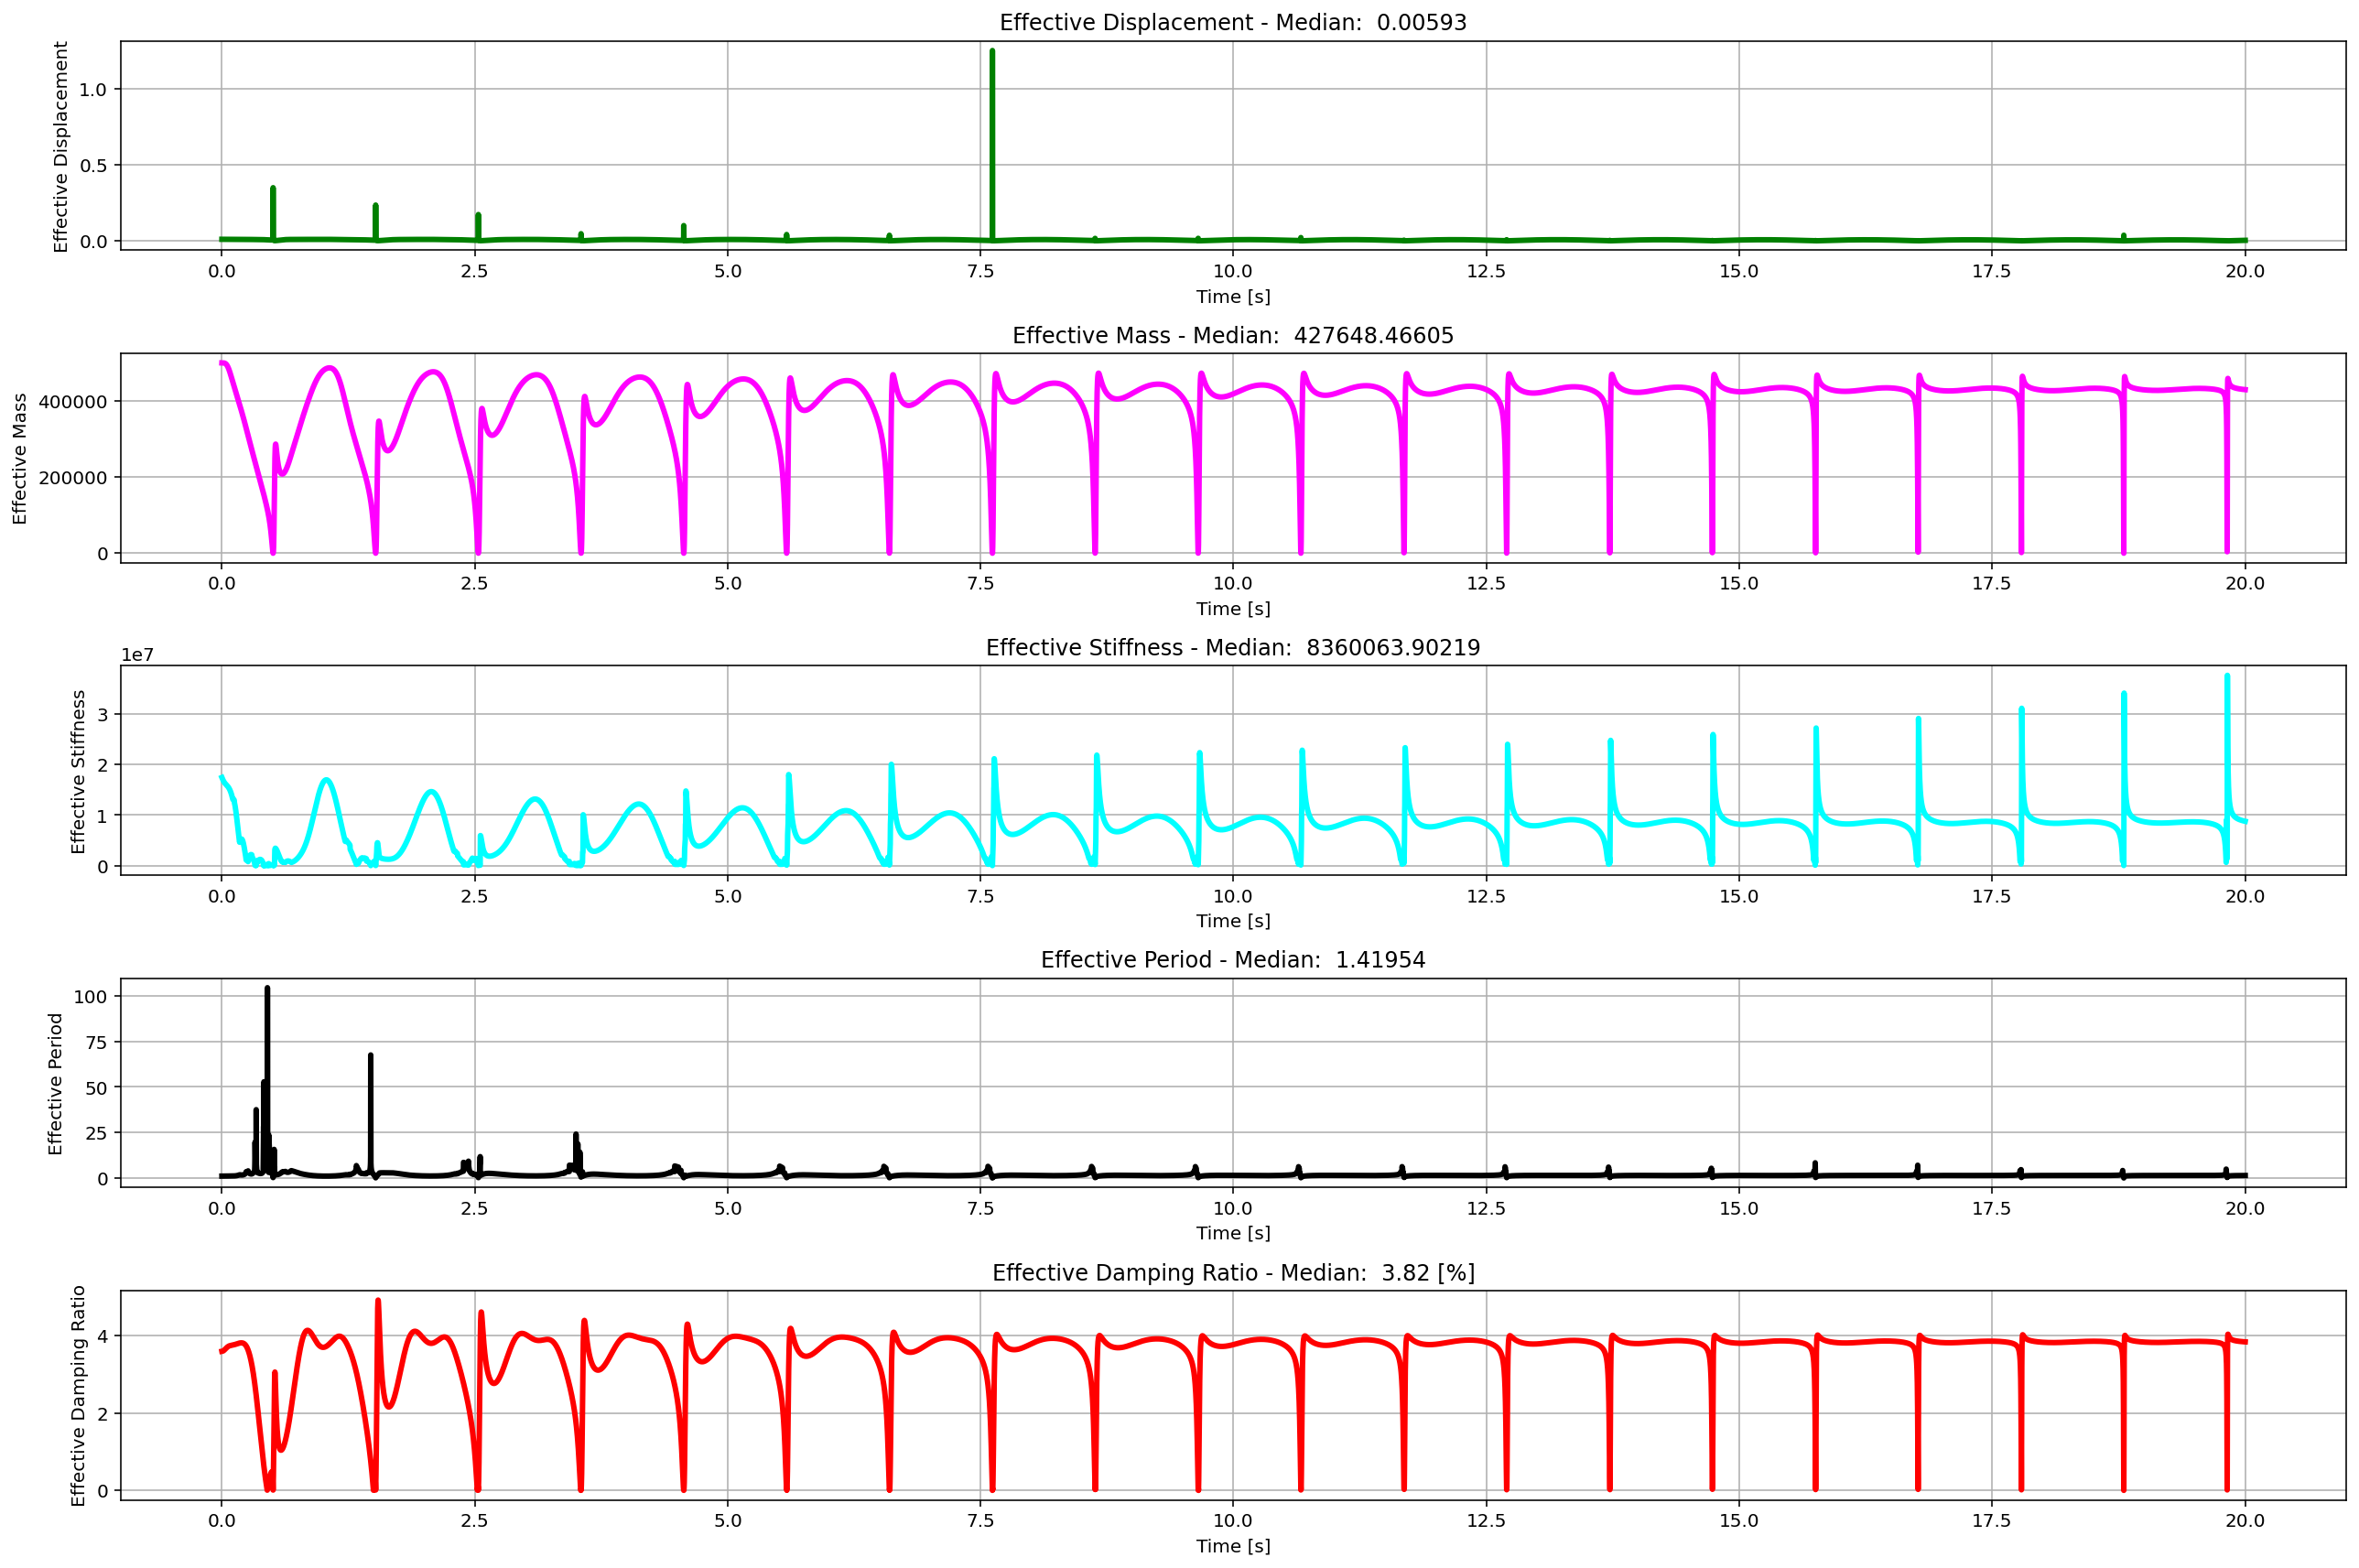 Effective Displacement - Median:  0.00593
Effective Displacement
1.0
0.5
0.0
0.0 2.5 5.0 7.5 10.0 12.5 15.0 17.5 20.0
Time [s]
Effective Mass - Median:  427648.46605
Effective Mass
400000
200000
0
0.0 2.5 5.0 7.5 10.0 12.5 15.0 17.5 20.0
Time [s]
Effective Stiffness - Median:  8360063.90219
1e7
Effective Stiffness
3
2
1
0
0.0 2.5 5.0 7.5 10.0 12.5 15.0 17.5 20.0
Time [s]
Effective Period - Median:  1.41954
Effective Period
100
75
50
25
0
0.0 2.5 5.0 7.5 10.0 12.5 15.0 17.5 20.0
Time [s]
Effective Damping Ratio - Median:  3.82 [%]
Effective Damping Ratio
4
2
0
0.0 2.5 5.0 7.5 10.0 12.5 15.0 17.5 20.0
Time [s]